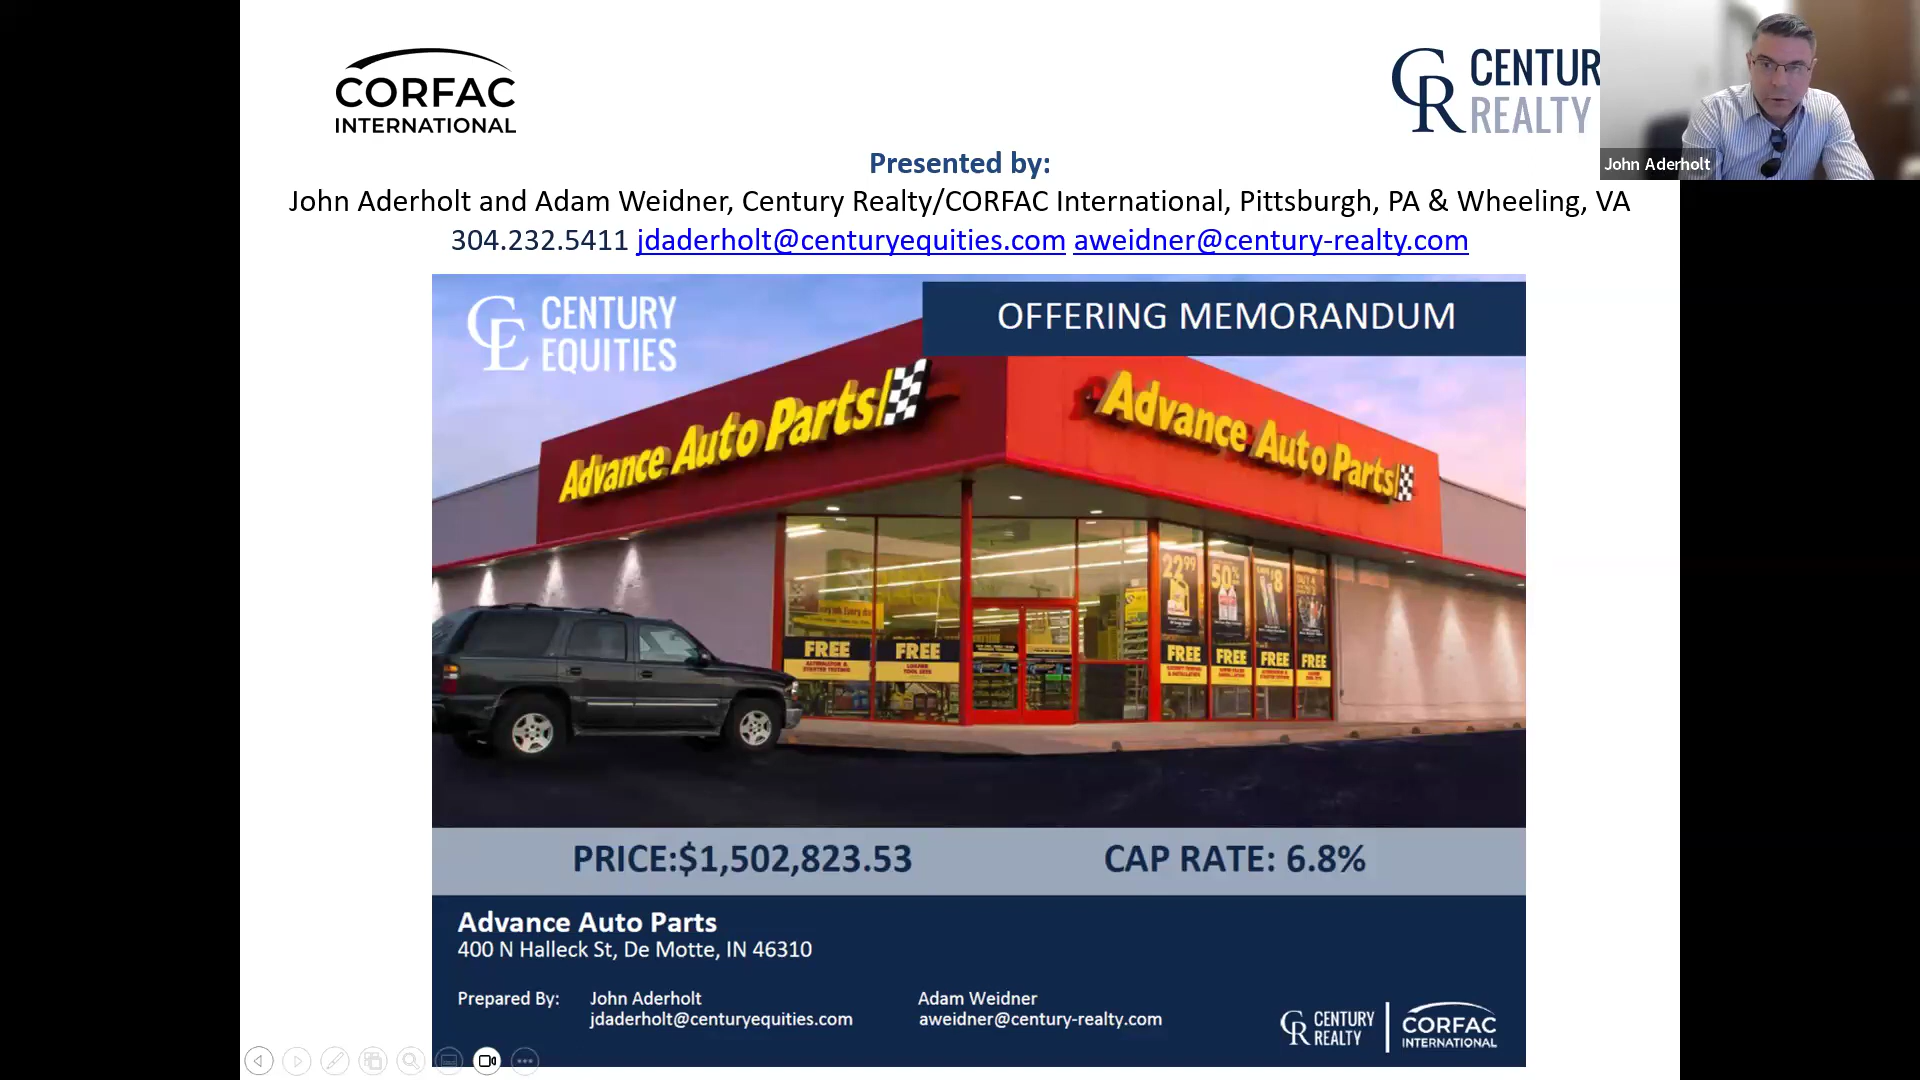 CORFAC
INTERNATIONAL
CENTUR
REALTY
John Aderholt
Presented by:
John Aderholt and Adam Weidner, Century Realty/CORFAC International, Pittsburgh, PA & Wheeling, VA
304.232.5411 jdaderholt@centuryequities.com aweidner@century-realty.com
CENTURY
EQUITIES
OFFERING MEMORANDUM
Advance Auto Parts
Advance Auto Parts
22.99
50
$8
FREE
FREE
FREE
FREE
FREE
FREE
PRICE:$1,502,823.53
CAP RATE: 6.8%
Advance Auto Parts
400 N Halleck St, De Motte, IN 46310
Prepared By:
John Aderholt
jdaderholt@centuryequities.com
Adam Weidner
aweidner@century-realty.com
CENTURY
REALTY
CORFAC
INTERNATIONAL